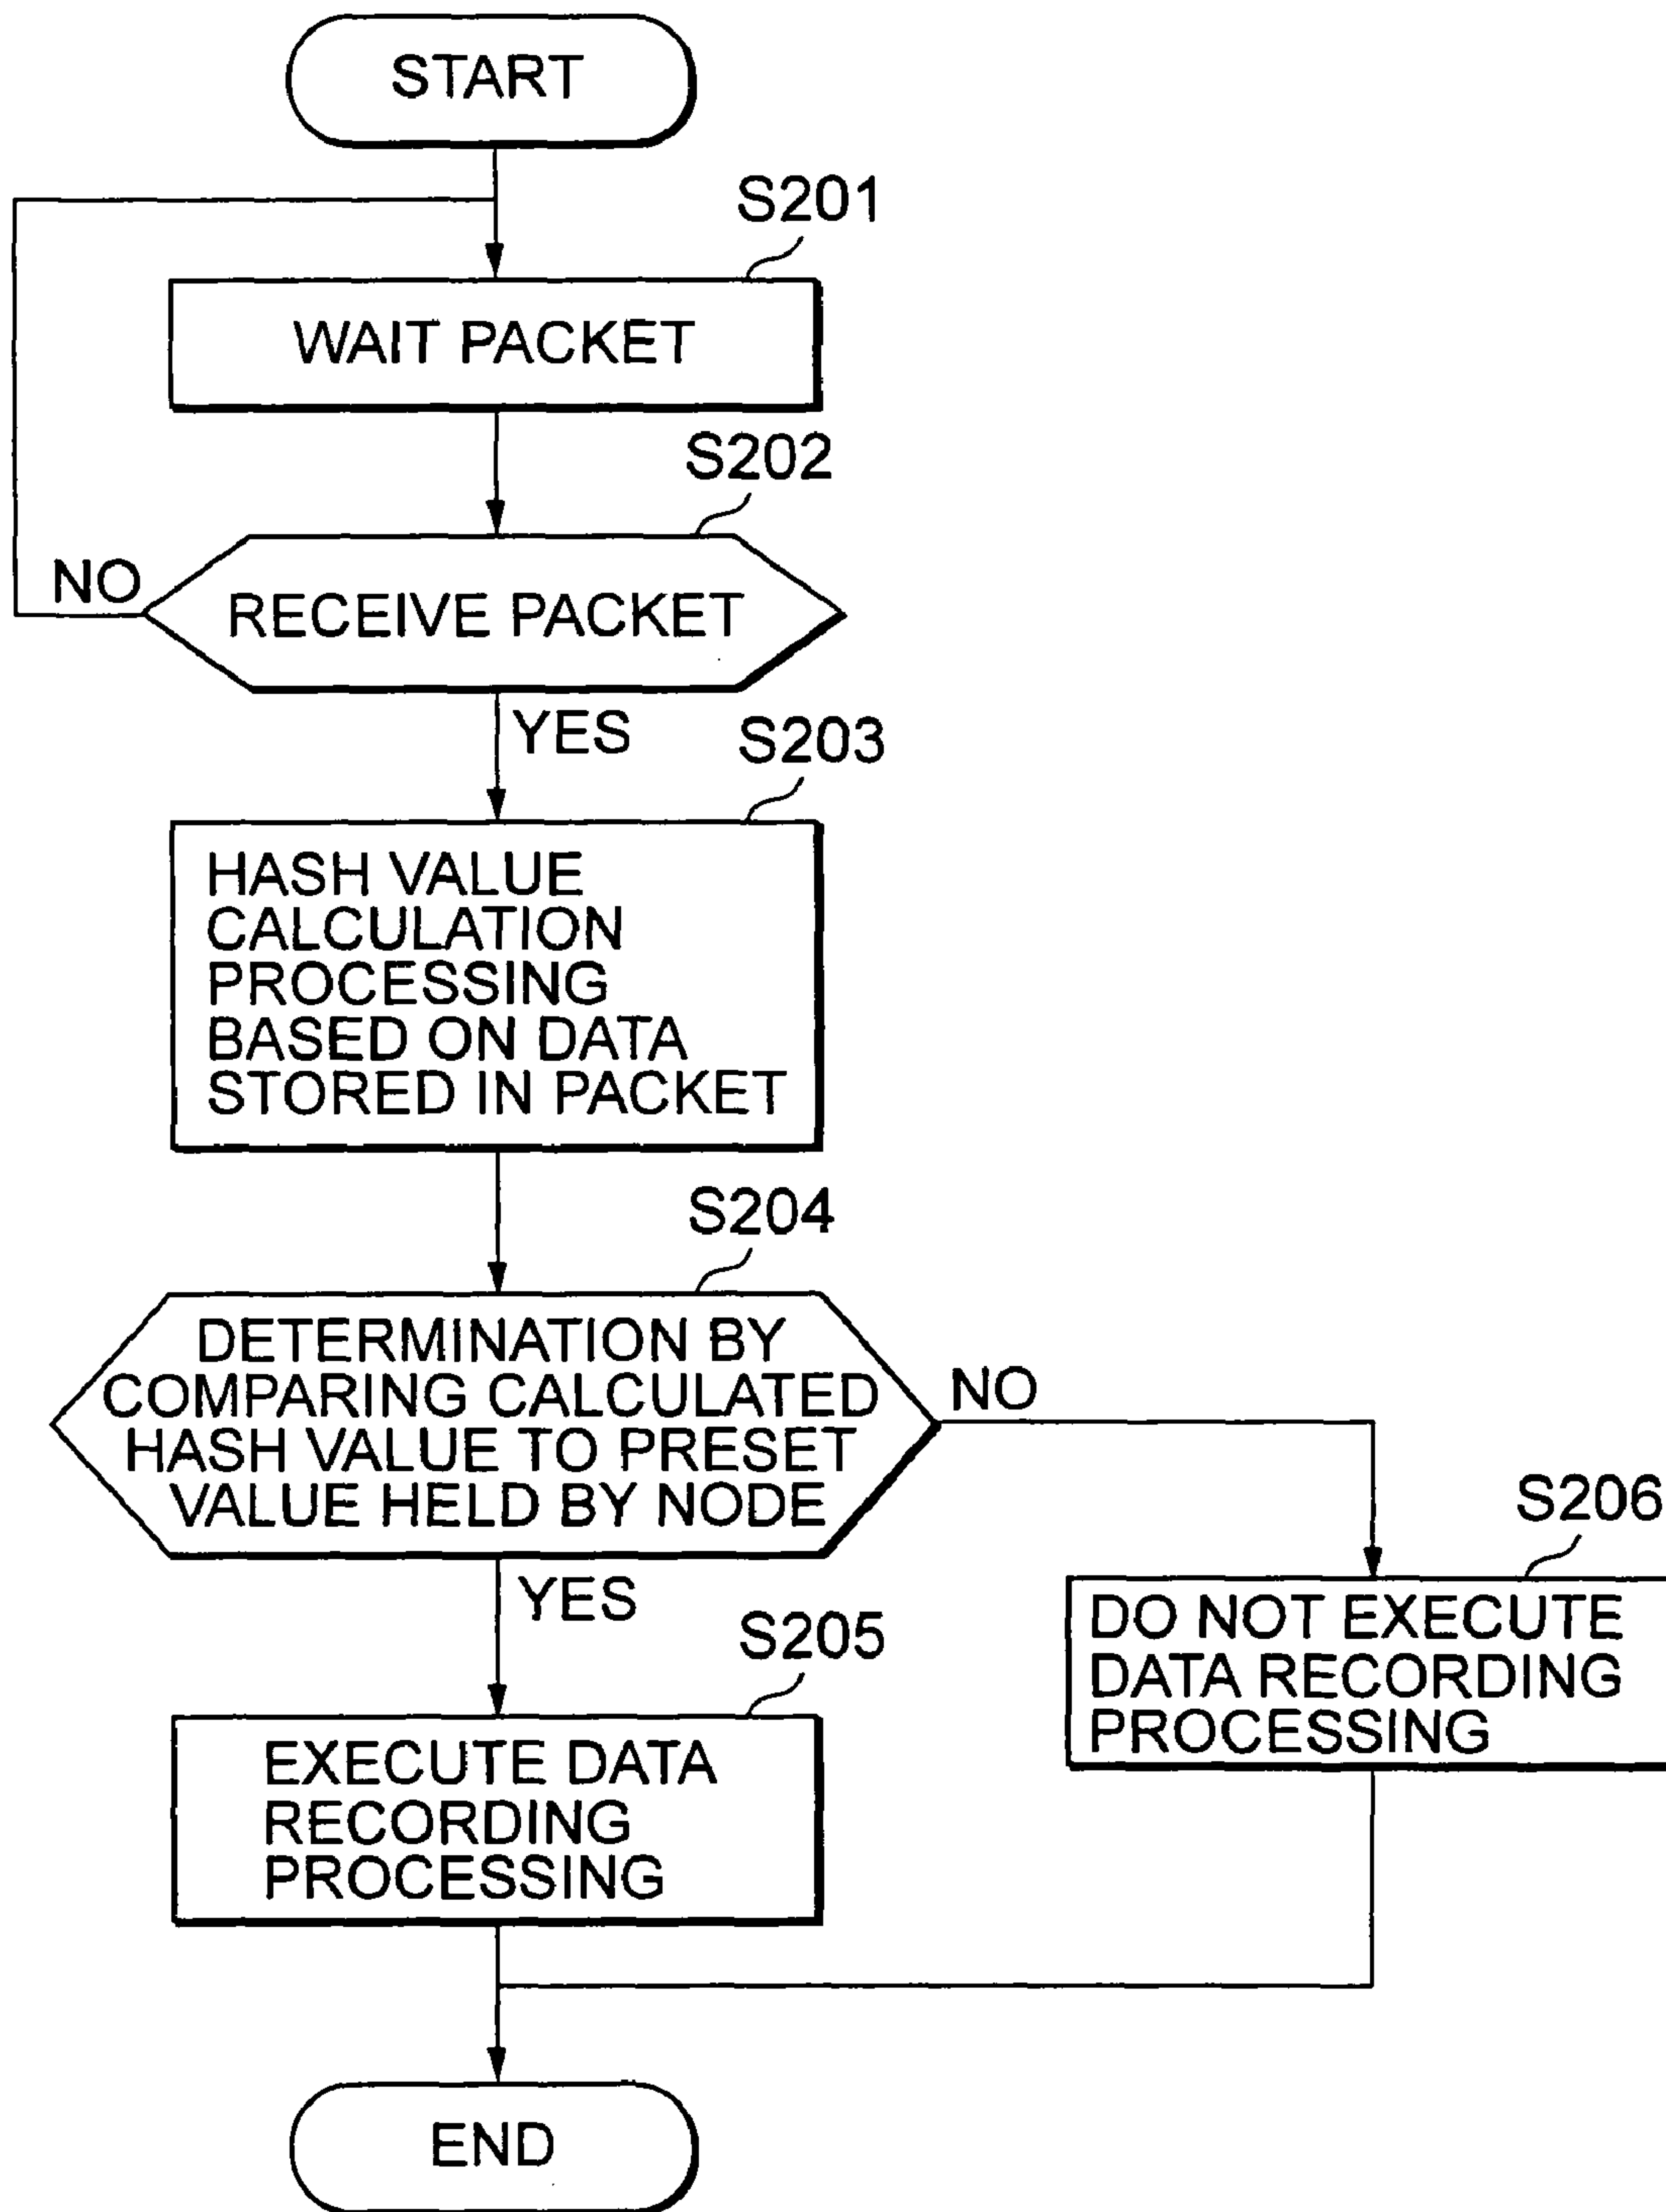 START
S201
WAIT PACKET
S202
NO
RECEIVE PACKET
YES
S203
HASH VALUE
CALCULATION
PROCESSING
BASED ON DATA
STORED IN PACKET
S204
DETERMINATION BY
COMPARING CALCULATED
HASH VALUE TO PRESET
VALUE HELD BY NODE
NO
YES
S206
DO NOT EXECUTE
DATA RECORDING
PROCESSING
S205
EXECUTE DATA
RECORDING
PROCESSING
END